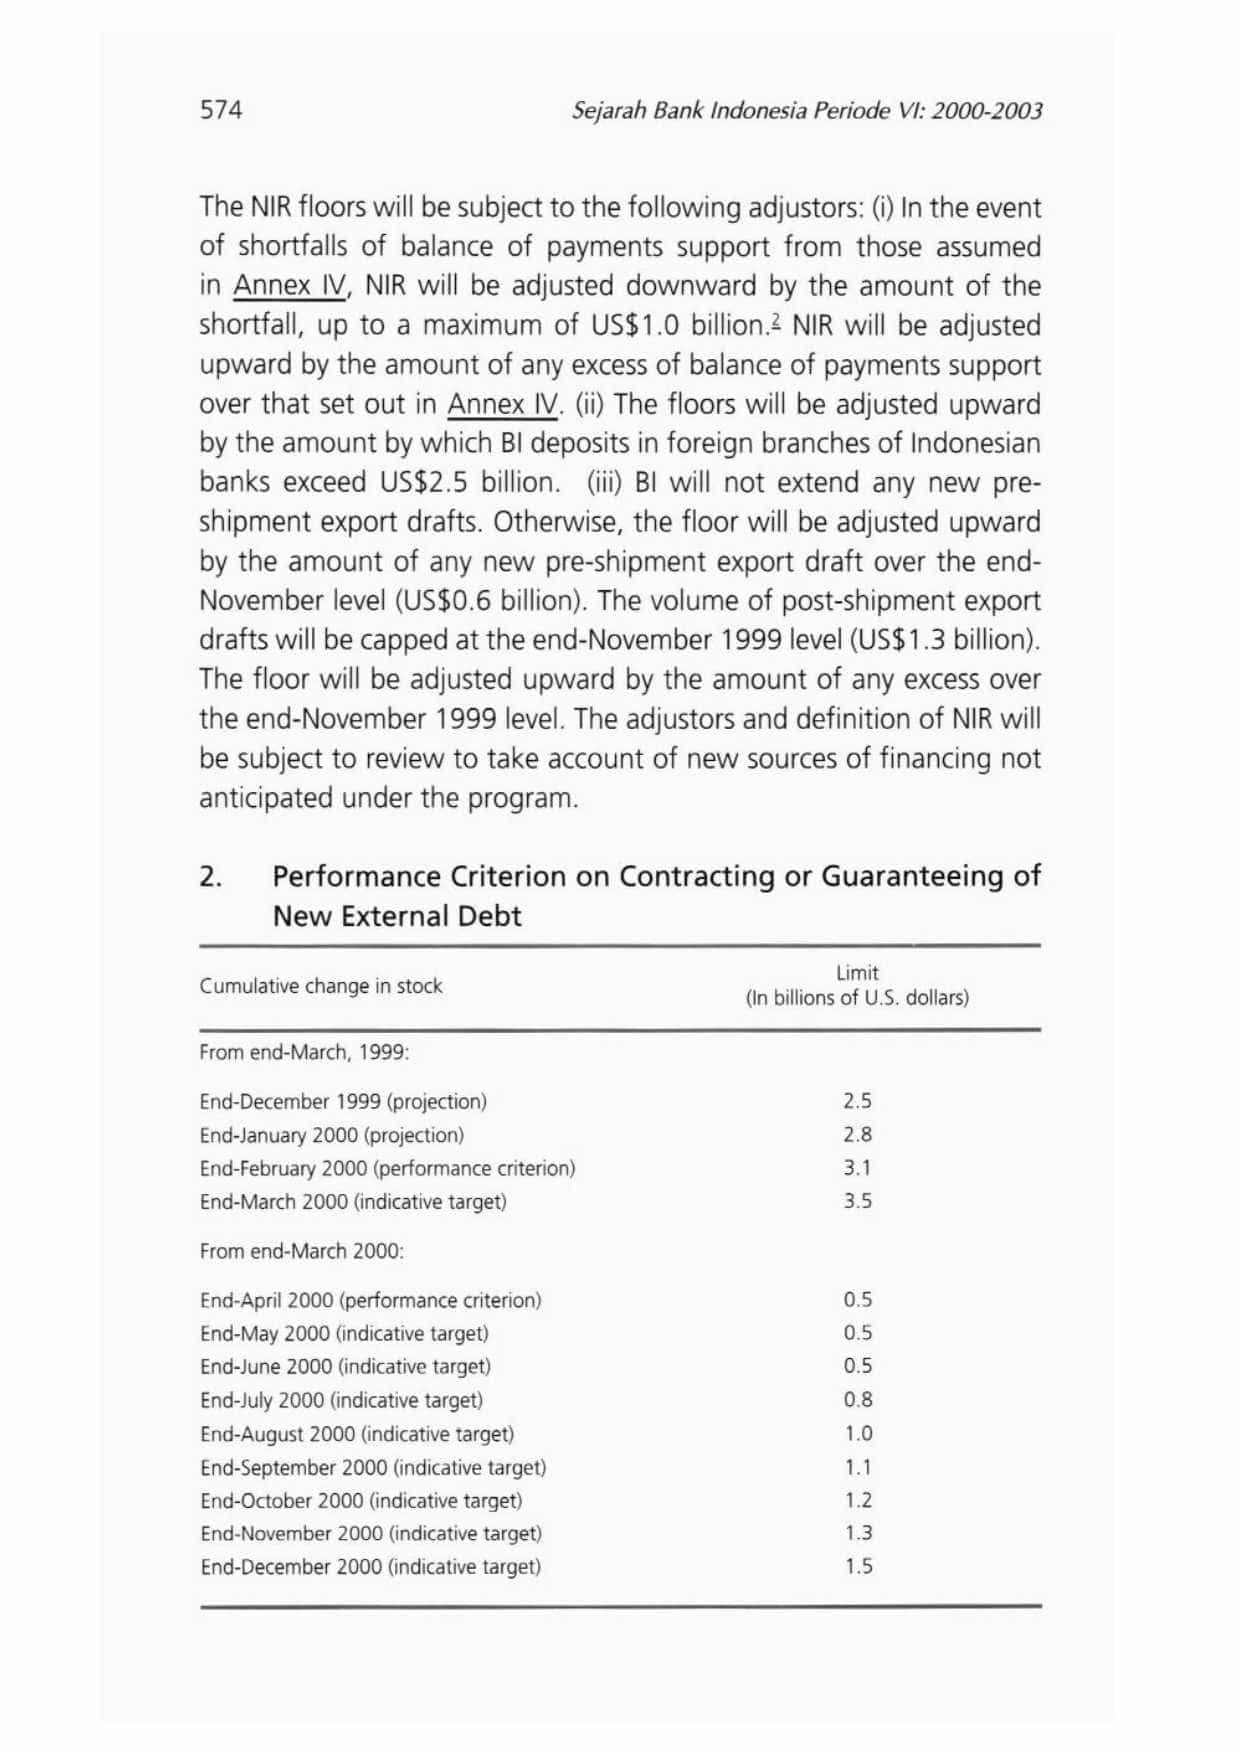 574 Sejarah Bank Indonesia Periode VI: 2000-2003
The NIR floors will be subject to the following adjustors: (i) In the event
of shortfalls of balance of payments support from those assumed
in Annex IV, NIR will be adjusted downward by the amount of the
shortfall, up to a maximum of US$1.0 billion.2 NIR will be adjusted
upward by the amount of any excess of balance of payments support
over that set out in Annex IV. (ii) The floors will be adjusted upward
by the amount by which BI deposits in foreign branches of Indonesian
banks exceed US$2.5 billion. (iii) BI will not extend any new pre-
shipment export drafts. Otherwise, the floor will be adjusted upward
by the amount of any new pre-shipment export draft over the end-
November level (US$0.6 billion). The volume of post-shipment export
drafts will be capped at the end-November 1999 level (US$1.3 billion).
The floor will be adjusted upward by the amount of any excess over
the end-November 1999 level. The adjustors and definition of NIR will
be subject to review to take account of new sources of financing not
anticipated under the program.
2. Performance Criterion on Contracting or Guaranteeing of
New External Debt
Cumulative change in stock
Limit
(In billions of U.S. dollars)
From end-March, 1999:
End-December 1999 (projection) 2.5
End-January 2000 (projection) 2.8
End-February 2000 (performance criterion) 3.1
End-March 2000 (indicative target) 3.5
From end-March 2000:
End-April 2000 (performance criterion) 0.5
End-May 2000 (indicative target) 0.5
End-June 2000 (indicative target) 0.5
End-July 2000 (indicative target) 0.8
End-August 2000 (indicative target) 1.0
End-September 2000 (indicative target) 1.1
End-October 2000 (indicative target) 1.2
End-November 2000 (indicative target) 1.3
End-December 2000 (indicative target) 1.5